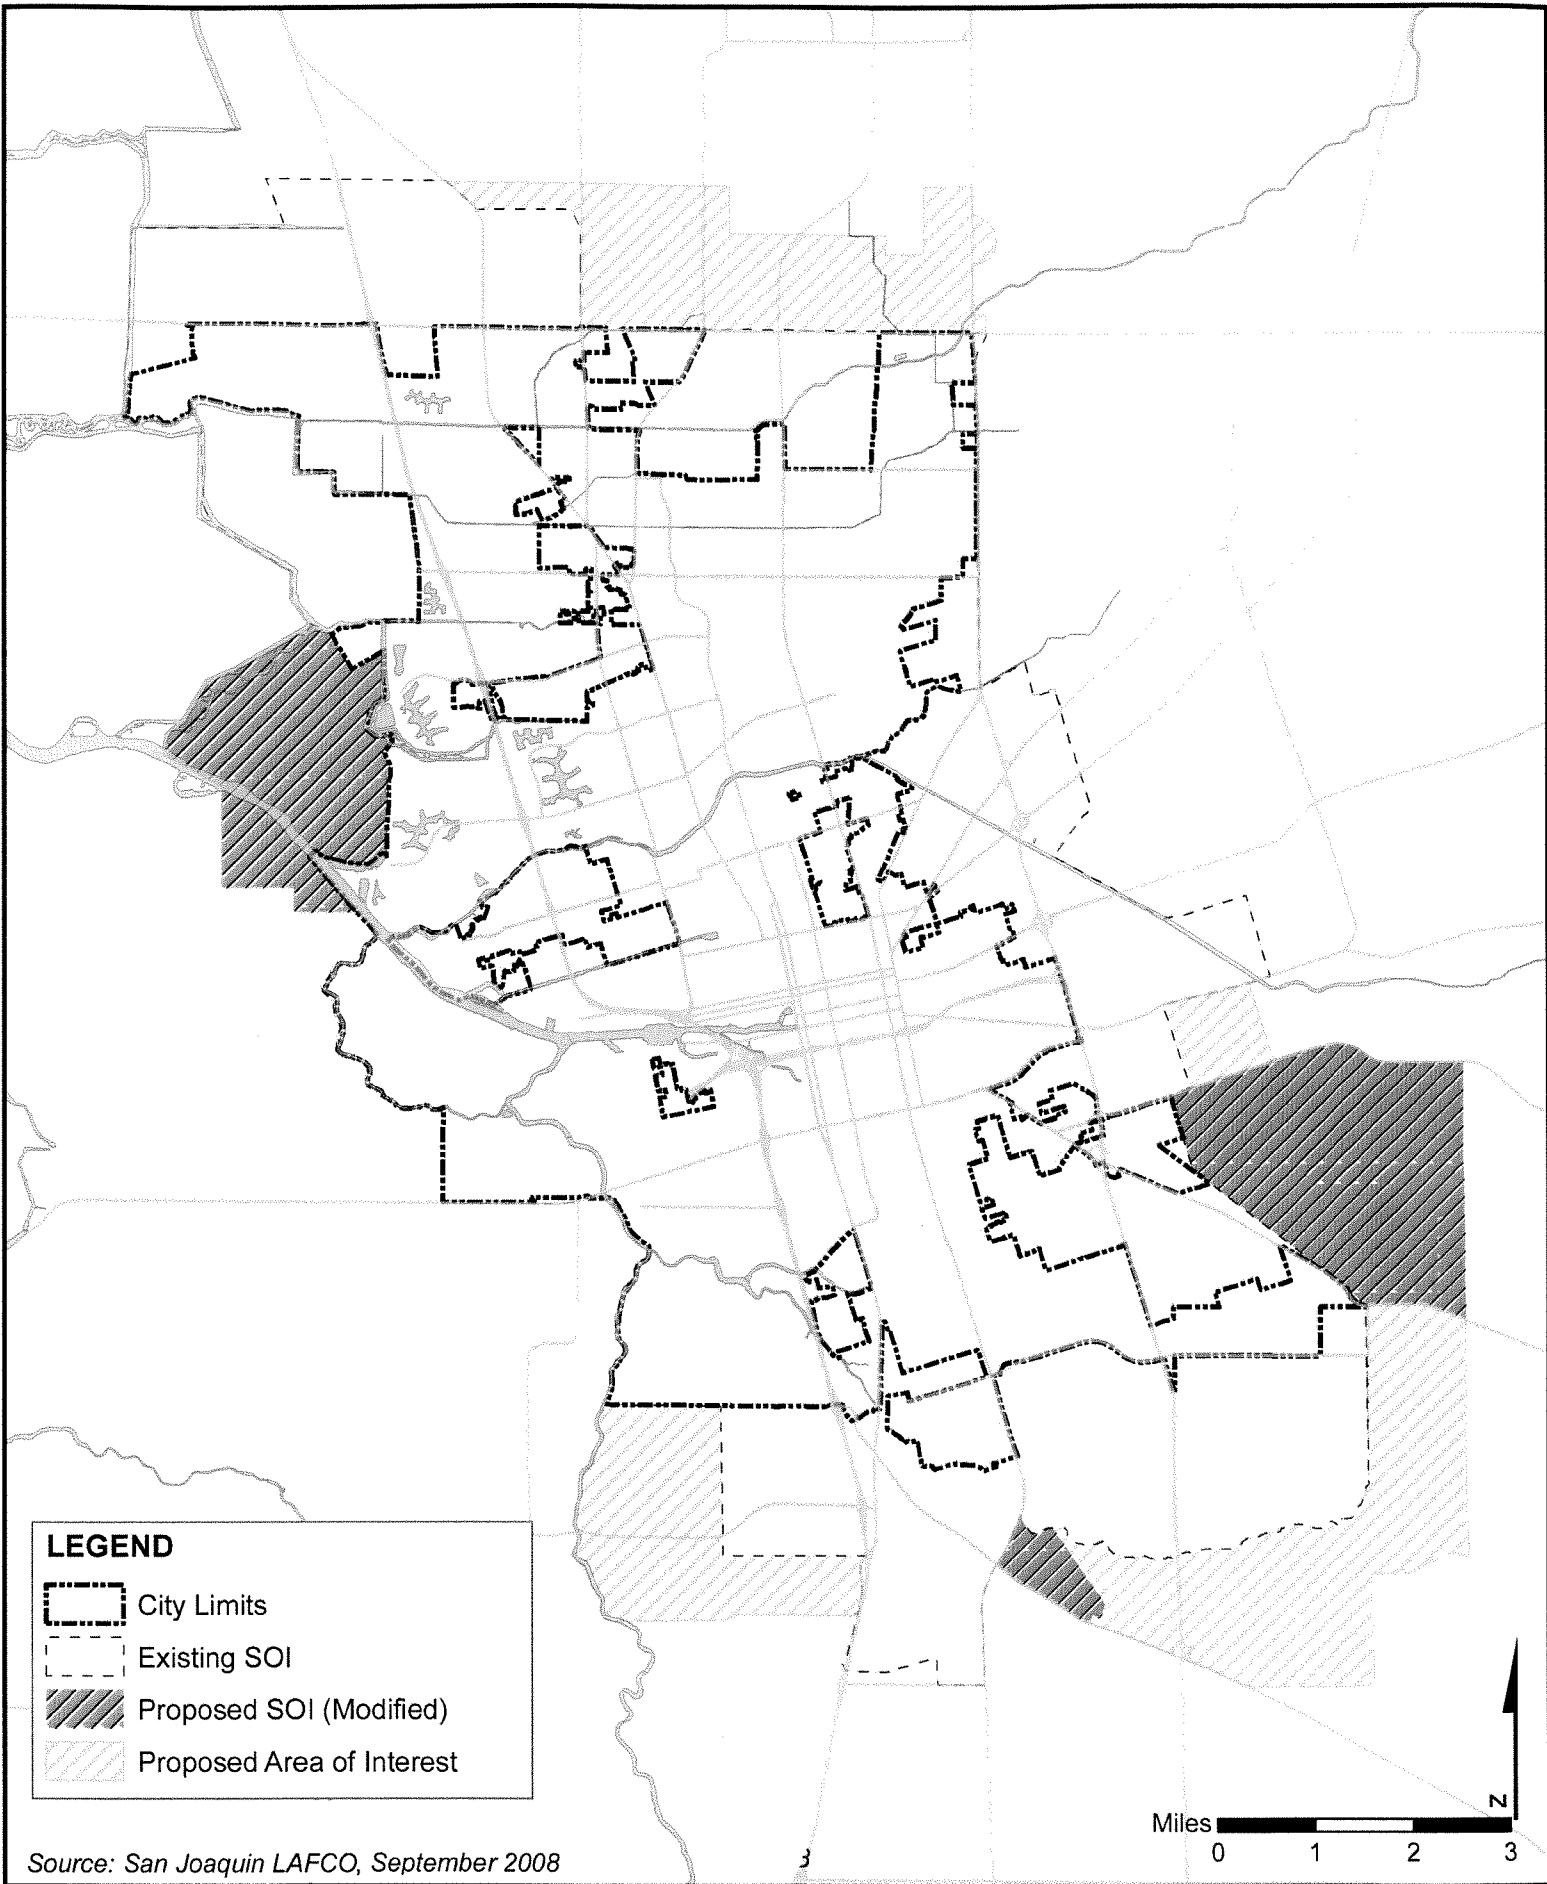 LEGEND
City Limits
Existing SOI
Proposed SOI (Modified)
Proposed Area of Interest
Source: San Joaquin LAFCO, September 2008
3
N
Miles
0 1 2 3